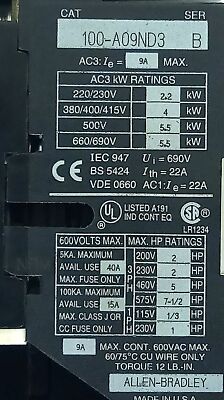 CAT SER
100-A09ND3 B
AC3: Ie = 9A MAX.
AC3 kW RATINGS
220/230V 2.2 kW
380/400/415V 4 kW
500V 5.5 kW
660/690V 5.5 kW
CE IEC 947 Ui = 690V
BS 5424 Ith = 22A
VDE 0660 AC1: Ie = 22A
UL LISTED A191
IND CONT EQ
LR1234
600VOLTS MAX. MAX. HP RATINGS
5KA. MAXIMUM 200V 2 HP
AVAIL. USE 40A 3PH 230V 2 HP
MAX FUSE ONLY 460V 5 HP
100KA. MAXIMUM 575V 7-1/2 HP
AVAIL. USE 15A
MAX. CLASS J OR 1PH 115V 1/3 HP
CC FUSE ONLY 230V 1 HP
9A MAX. CONT. 600VAC MAX.
60/75°C CU WIRE ONLY
TORQUE 12 LB.-IN.
ALLEN-BRADLEY
MADE IN U.S.A.